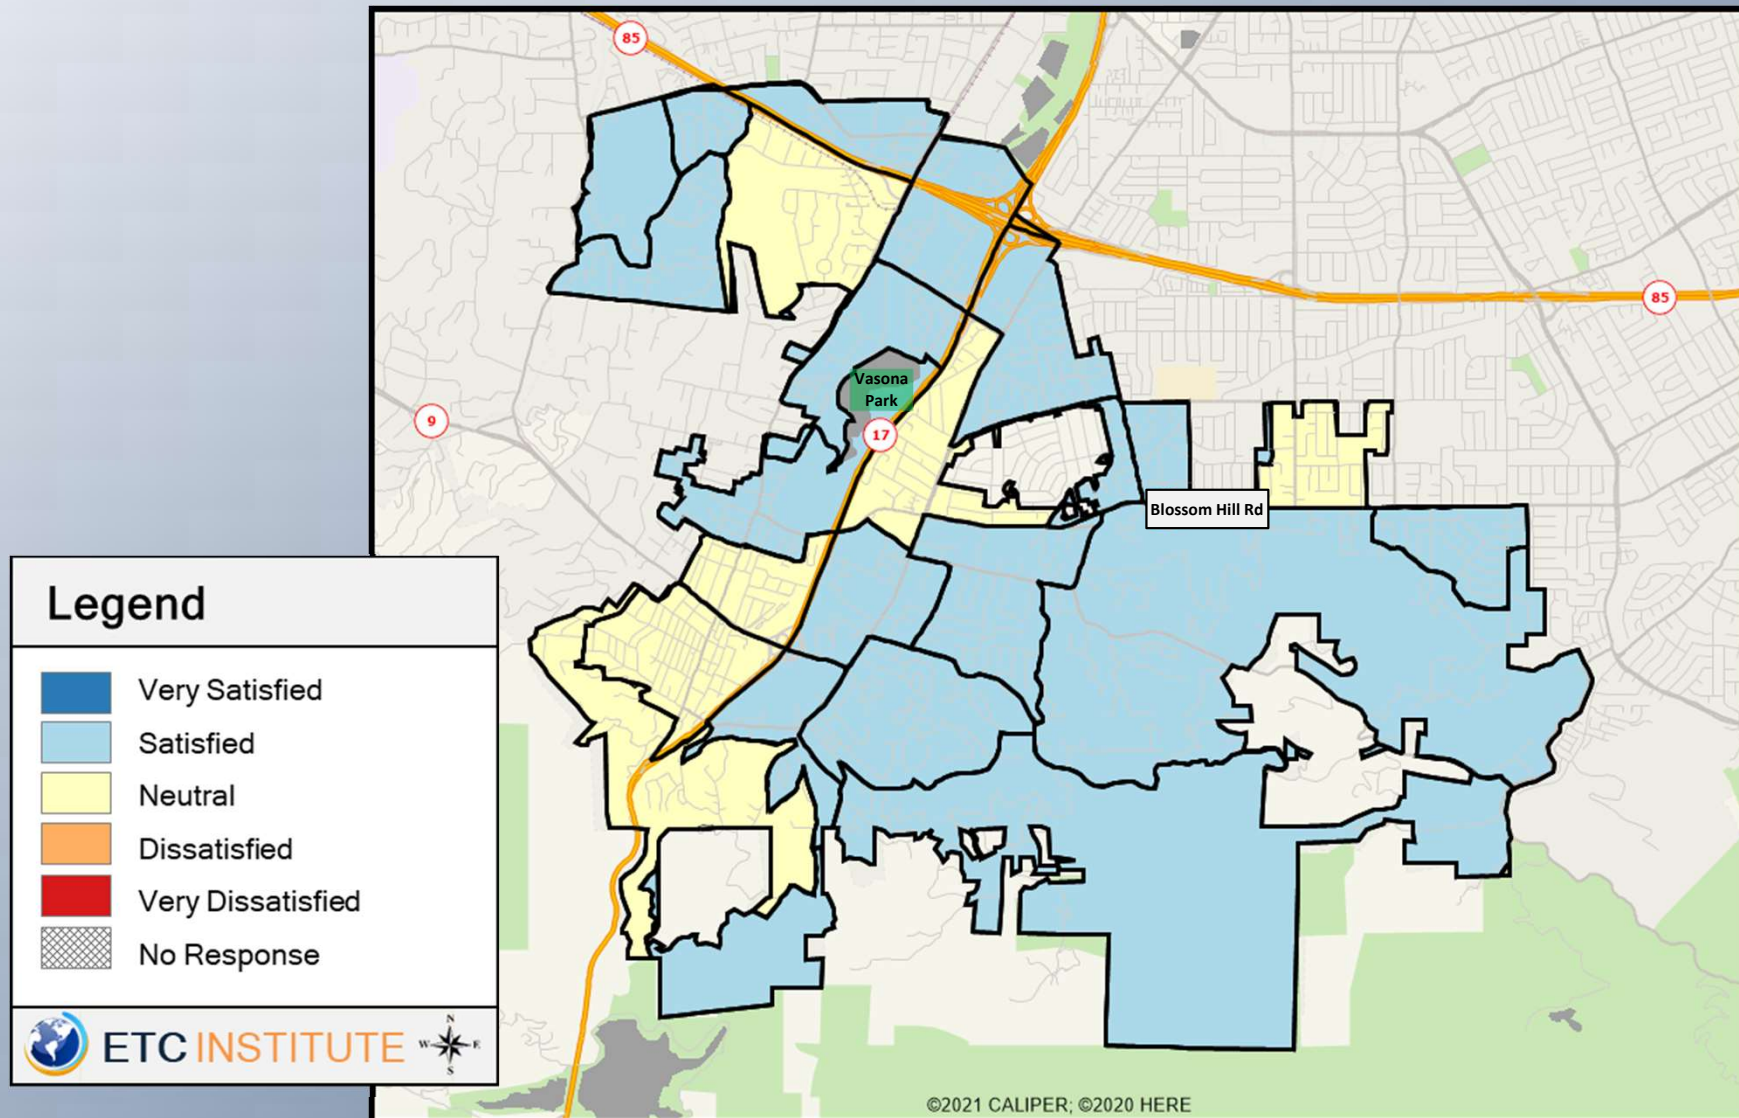 85
85
9
Vasona
Park
17
Blossom Hill Rd
Legend
Very Satisfied
Satisfied
Neutral
Dissatisfied
Very Dissatisfied
No Response
ETC INSTITUTE
N
W E
S
©2021 CALIPER; ©2020 HERE